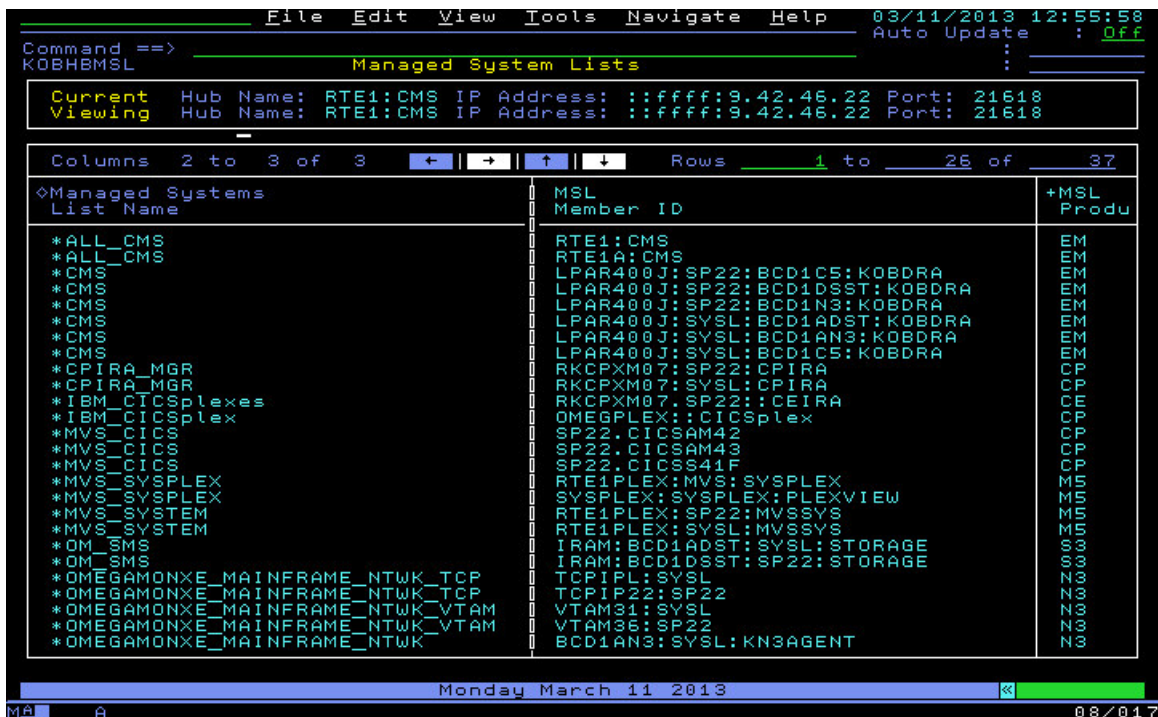 File Edit View Tools Navigate Help 03/11/2013 12:55:58
Auto Update : Off
Command ==> :
KOBHBMSL Managed System Lists :
Current Hub Name: RTE1:CMS IP Address: ::ffff:9.42.46.22 Port: 21618
Viewing Hub Name: RTE1:CMS IP Address: ::ffff:9.42.46.22 Port: 21618
Columns 2 to 3 of 3 ← | → | ↑ | ↓ Rows 1 to 26 of 37
◇Managed Systems MSL +MSL
List Name Member ID Produ
*ALL_CMS RTE1:CMS EM
*ALL_CMS RTE1A:CMS EM
*CMS LPAR400J:SP22:BCD1C5:KOBDRA EM
*CMS LPAR400J:SP22:BCD1DSST:KOBDRA EM
*CMS LPAR400J:SP22:BCD1N3:KOBDRA EM
*CMS LPAR400J:SYSL:BCD1ADST:KOBDRA EM
*CMS LPAR400J:SYSL:BCD1AN3:KOBDRA EM
*CMS LPAR400J:SYSL:BCD1C5:KOBDRA EM
*CPIRA_MGR RKCPXM07:SP22:CPIRA CP
*CPIRA_MGR RKCPXM07:SYSL:CPIRA CP
*IBM_CICSplexes RKCPXM07.SP22::CEIRA CE
*IBM_CICSplex OMEGPLEX::CICSplex CP
*MVS_CICS SP22.CICSAM42 CP
*MVS_CICS SP22.CICSAM43 CP
*MVS_CICS SP22.CICSS41F CP
*MVS_SYSPLEX RTE1PLEX:MVS:SYSPLEX M5
*MVS_SYSPLEX SYSPLEX:SYSPLEX:PLEXVIEW M5
*MVS_SYSTEM RTE1PLEX:SP22:MVSSYS M5
*MVS_SYSTEM RTE1PLEX:SYSL:MVSSYS M5
*OM_SMS IRAM:BCD1ADST:SYSL:STORAGE S3
*OM_SMS IRAM:BCD1DSST:SP22:STORAGE S3
*OMEGAMONXE_MAINFRAME_NTWK_TCP TCPIPL:SYSL N3
*OMEGAMONXE_MAINFRAME_NTWK_TCP TCPIP22:SP22 N3
*OMEGAMONXE_MAINFRAME_NTWK_VTAM VTAM31:SYSL N3
*OMEGAMONXE_MAINFRAME_NTWK_VTAM VTAM36:SP22 N3
*OMEGAMONXE_MAINFRAME_NTWK BCD1AN3:SYSL:KN3AGENT N3
Monday March 11 2013 «
MA A 08/017